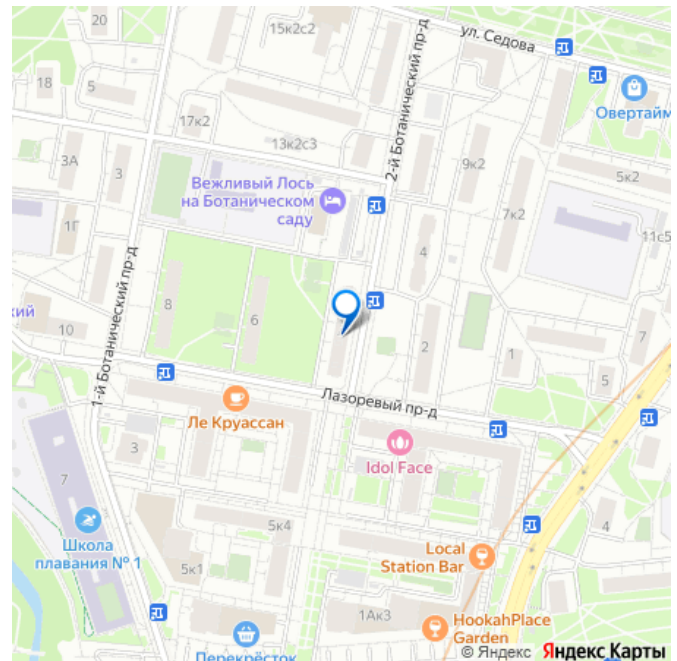 20
15к2с2
ул. Седова
2-й Ботанический пр-д
18
5
Овертайм
17к2
13к2с3
9к2
3А
3
5к2
Вежливый Лось
на Ботаническом
саду
7к2
1Г
4
11с5
1-й Ботанический пр-д
ский
8
6
10
2
1
7
5
Лазоревый пр-д
Ле Круассан
3
Idol Face
7
5к4
4
Школа
плавания № 1
5к1
Local
Station Bar
1Ак3
HookahPlace
Garden
Перекрёсток
© Яндекс Яндекс Карты